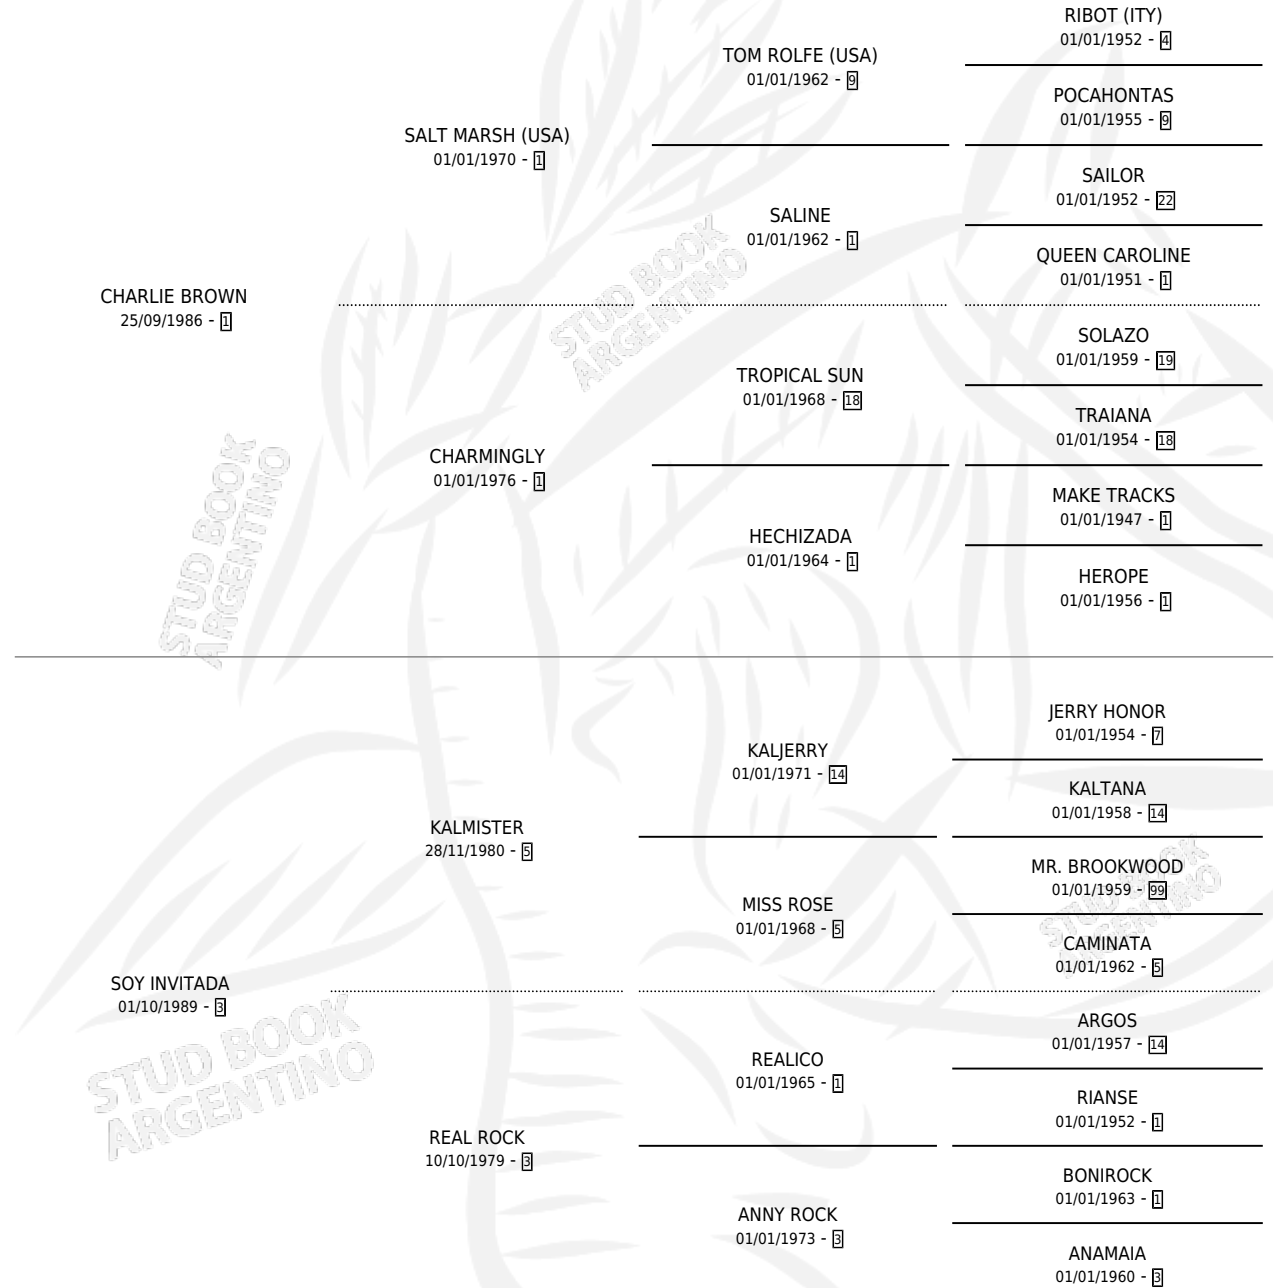 RIBOT (ITY)
01/01/1952 - 4
TOM ROLFE (USA)
01/01/1962 - 9
POCAHONTAS
01/01/1955 - 9
SALT MARSH (USA)
01/01/1970 - 1
SAILOR
01/01/1952 - 22
SALINE
01/01/1962 - 1
QUEEN CAROLINE
01/01/1951 - 1
CHARLIE BROWN
25/09/1986 - 1
SOLAZO
01/01/1959 - 19
TROPICAL SUN
01/01/1968 - 18
TRAIANA
01/01/1954 - 18
CHARMINGLY
01/01/1976 - 1
MAKE TRACKS
01/01/1947 - 1
HECHIZADA
01/01/1964 - 1
HEROPE
01/01/1956 - 1
JERRY HONOR
01/01/1954 - 7
KALJERRY
01/01/1971 - 14
KALTANA
01/01/1958 - 14
KALMISTER
28/11/1980 - 5
MR. BROOKWOOD
01/01/1959 - 99
MISS ROSE
01/01/1968 - 5
CAMINATA
01/01/1962 - 5
SOY INVITADA
01/10/1989 - 3
ARGOS
01/01/1957 - 14
REALICO
01/01/1965 - 1
RIANSE
01/01/1952 - 1
REAL ROCK
10/10/1979 - 3
BONIROCK
01/01/1963 - 1
ANNY ROCK
01/01/1973 - 3
ANAMAIA
01/01/1960 - 3
STUD BOOK
ARGENTINO
STUD BOOK
ARGENTINO
STUD BOOK
ARGENTINO
STUD BOOK
ARGENTINO